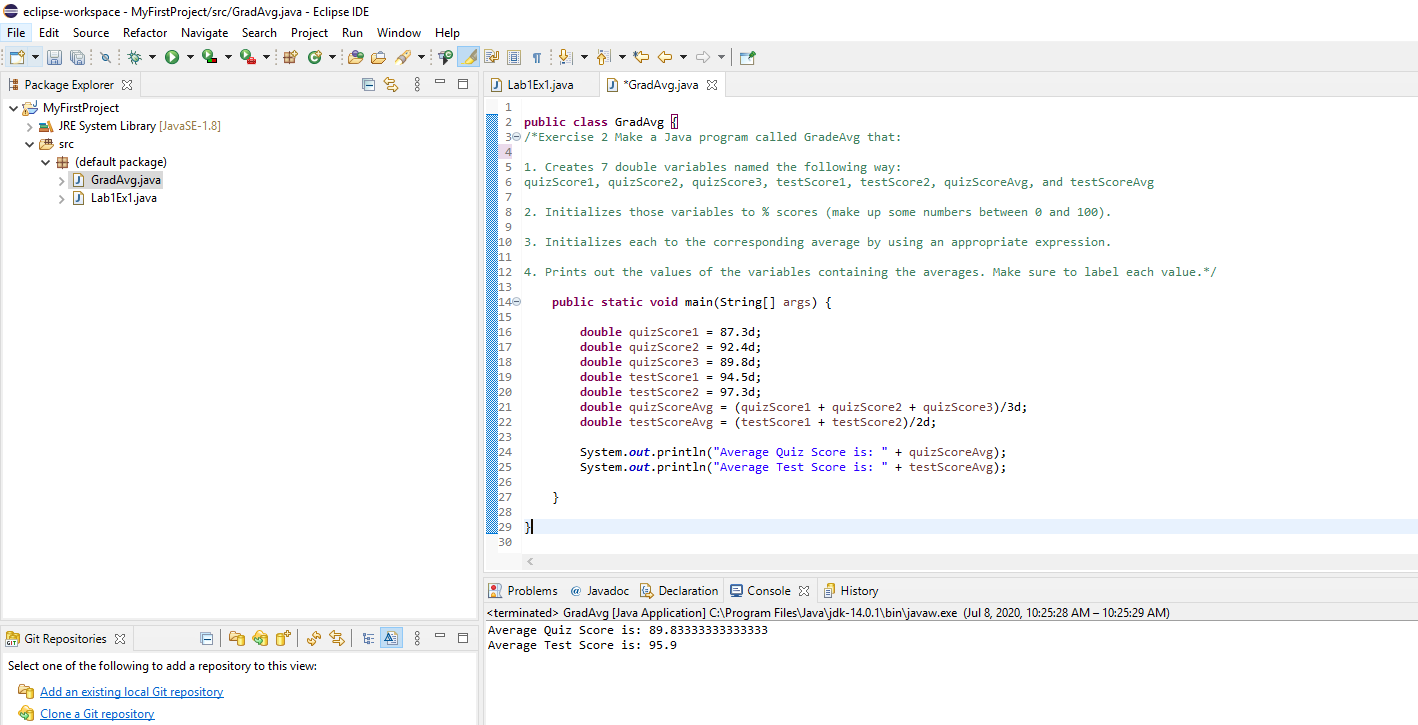 eclipse-workspace - MyFirstProject/src/GradAvg.java - Eclipse IDE
File Edit Source Refactor Navigate Search Project Run Window Help
Package Explorer
MyFirstProject
JRE System Library [JavaSE-1.8]
src
(default package)
GradAvg.java
Lab1Ex1.java
Lab1Ex1.java *GradAvg.java
1
2 public class GradAvg {
3 /*Exercise 2 Make a Java program called GradeAvg that:
4
5 1. Creates 7 double variables named the following way:
6 quizScore1, quizScore2, quizScore3, testScore1, testScore2, quizScoreAvg, and testScoreAvg
7
8 2. Initializes those variables to % scores (make up some numbers between 0 and 100).
9
10 3. Initializes each to the corresponding average by using an appropriate expression.
11
12 4. Prints out the values of the variables containing the averages. Make sure to label each value.*/
13
14 public static void main(String[] args) {
15
16 double quizScore1 = 87.3d;
17 double quizScore2 = 92.4d;
18 double quizScore3 = 89.8d;
19 double testScore1 = 94.5d;
20 double testScore2 = 97.3d;
21 double quizScoreAvg = (quizScore1 + quizScore2 + quizScore3)/3d;
22 double testScoreAvg = (testScore1 + testScore2)/2d;
23
24 System.out.println("Average Quiz Score is: " + quizScoreAvg);
25 System.out.println("Average Test Score is: " + testScoreAvg);
26
27 }
28
29 }
30
Problems @ Javadoc Declaration Console History
<terminated> GradAvg [Java Application] C:\Program Files\Java\jdk-14.0.1\bin\javaw.exe (Jul 8, 2020, 10:25:28 AM – 10:25:29 AM)
Average Quiz Score is: 89.83333333333333
Average Test Score is: 95.9
Git Repositories
Select one of the following to add a repository to this view:
Add an existing local Git repository
Clone a Git repository